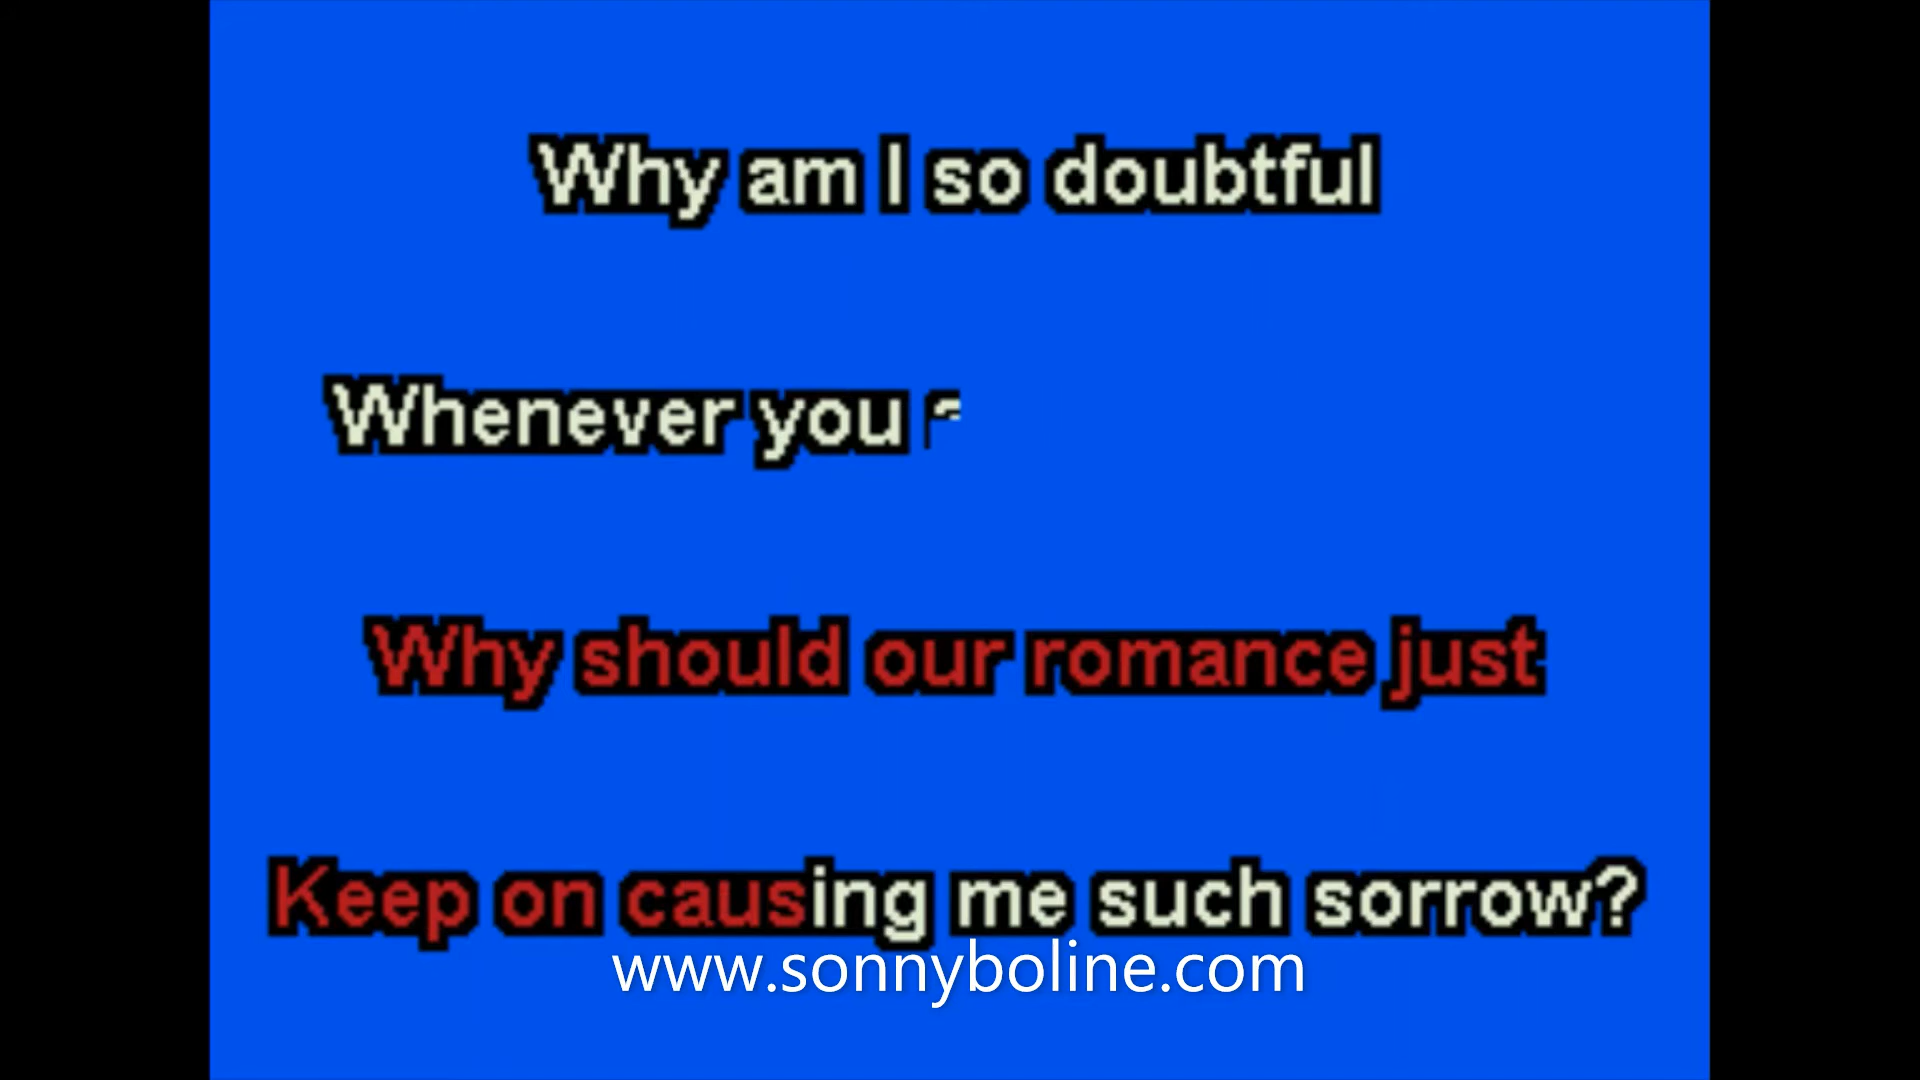 Why am I so doubtful
Whenever you
Why should our romance just
Keep on causing me such sorrow?
www.sonnyboline.com